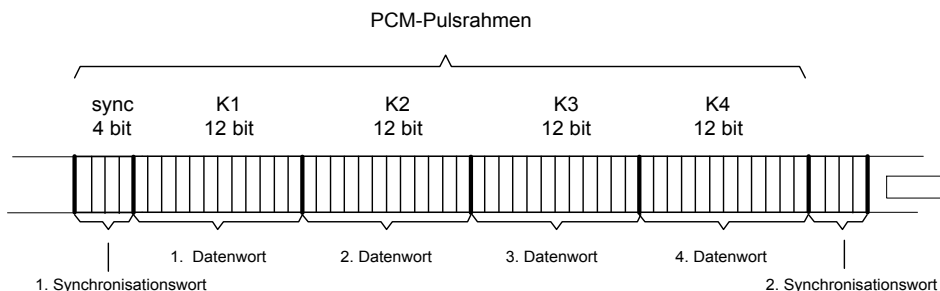 PCM-Pulsrahmen
sync K1 K2 K3 K4
4 bit 12 bit 12 bit 12 bit 12 bit
1. Datenwort 2. Datenwort 3. Datenwort 4. Datenwort
1. Synchronisationswort 2. Synchronisationswort